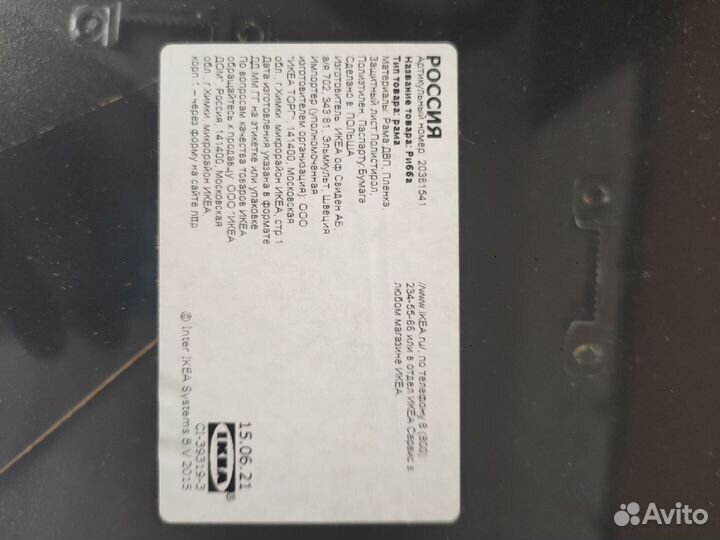 РОССИЯ
Артикульный номер: 20381541
Название товара: Рибба
Тип товара: рама
Материалы: Рама:ДВП, Пленка,
Защитный лист:Полистирол,
Полиэтилен, Паспарту:Бумага
Сделано в: ПОЛЬША
Изготовитель: ИКЕА оф Свиден АБ,
а/я 702, 343 81, Эльмхульт, Швеция
Импортер (уполномоченная
изготовителем организация): ООО
"ИКЕА ТОРГ", 141400, Московская
обл., г.Химки, микрорайон ИКЕА, стр.1
Дата изготовления указана в формате
ДД.ММ.ГГ на этикетке или упаковке
По вопросам качества товаров ИКЕА
обращайтесь к продавцу: ООО "ИКЕА
ДОМ", Россия, 141400, Московская
обл., г.Химки, микрорайон ИКЕА,
корп.1, – через форму на сайте http:
//www.IKEA.ru/, по телефону 8 (800)
234-55-66 или в отдел ИКЕА Сервис в
любом магазине ИКЕА.
15.06.21
IKEA®
CI-39319-3
© Inter IKEA Systems B.V 2015
Avito